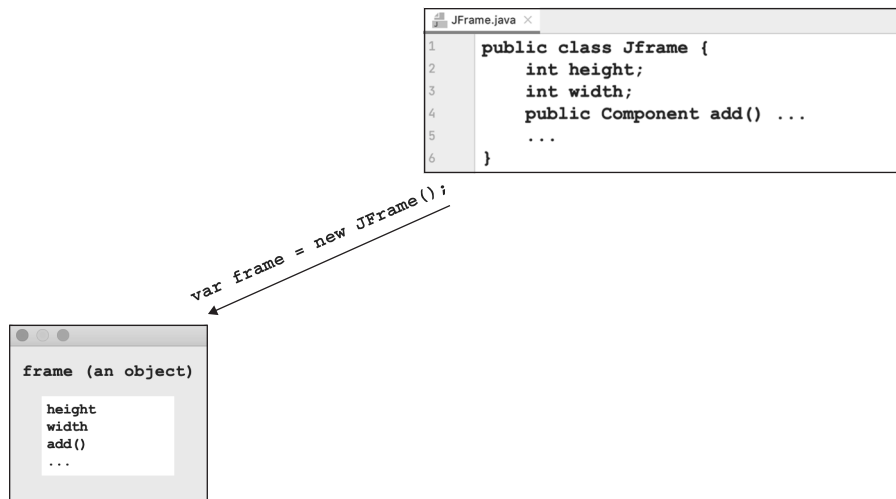 JFrame.java
1 public class Jframe {
2 int height;
3 int width;
4 public Component add() ...
5 ...
6 }
var frame = new JFrame();
frame (an object)
height
width
add()
...